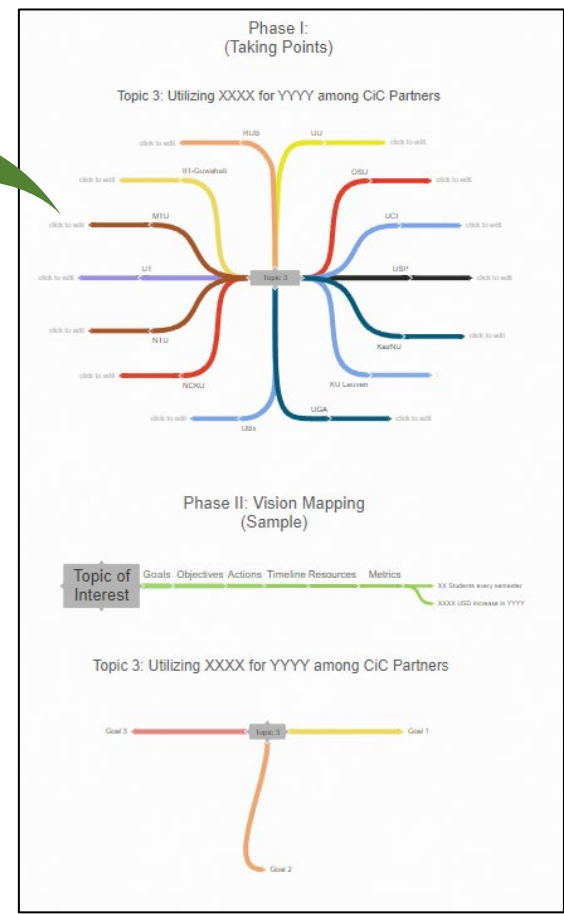 Phase I:
(Taking Points)
Topic 3: Utilizing XXXX for YYYY among CiC Partners
RUB
UU
click to edit
click to edit
IIT-Guwahati
OSU
click to edit
click to edit
MTU
UCI
click to edit
click to edit
UT
Topic 3
USP
click to edit
click to edit
click to edit
NTU
KazNU
click to edit
click to edit
NCKU
KU Leuven
click to edit
UGA
click to edit
UBx
Phase II: Vision Mapping
(Sample)
Topic of
Interest
Goals Objectives Actions Timeline Resources Metrics
XX Students every semester
XXXX USD increase in YYYY
Topic 3: Utilizing XXXX for YYYY among CiC Partners
Goal 3
Topic 3
Goal 1
Goal 2